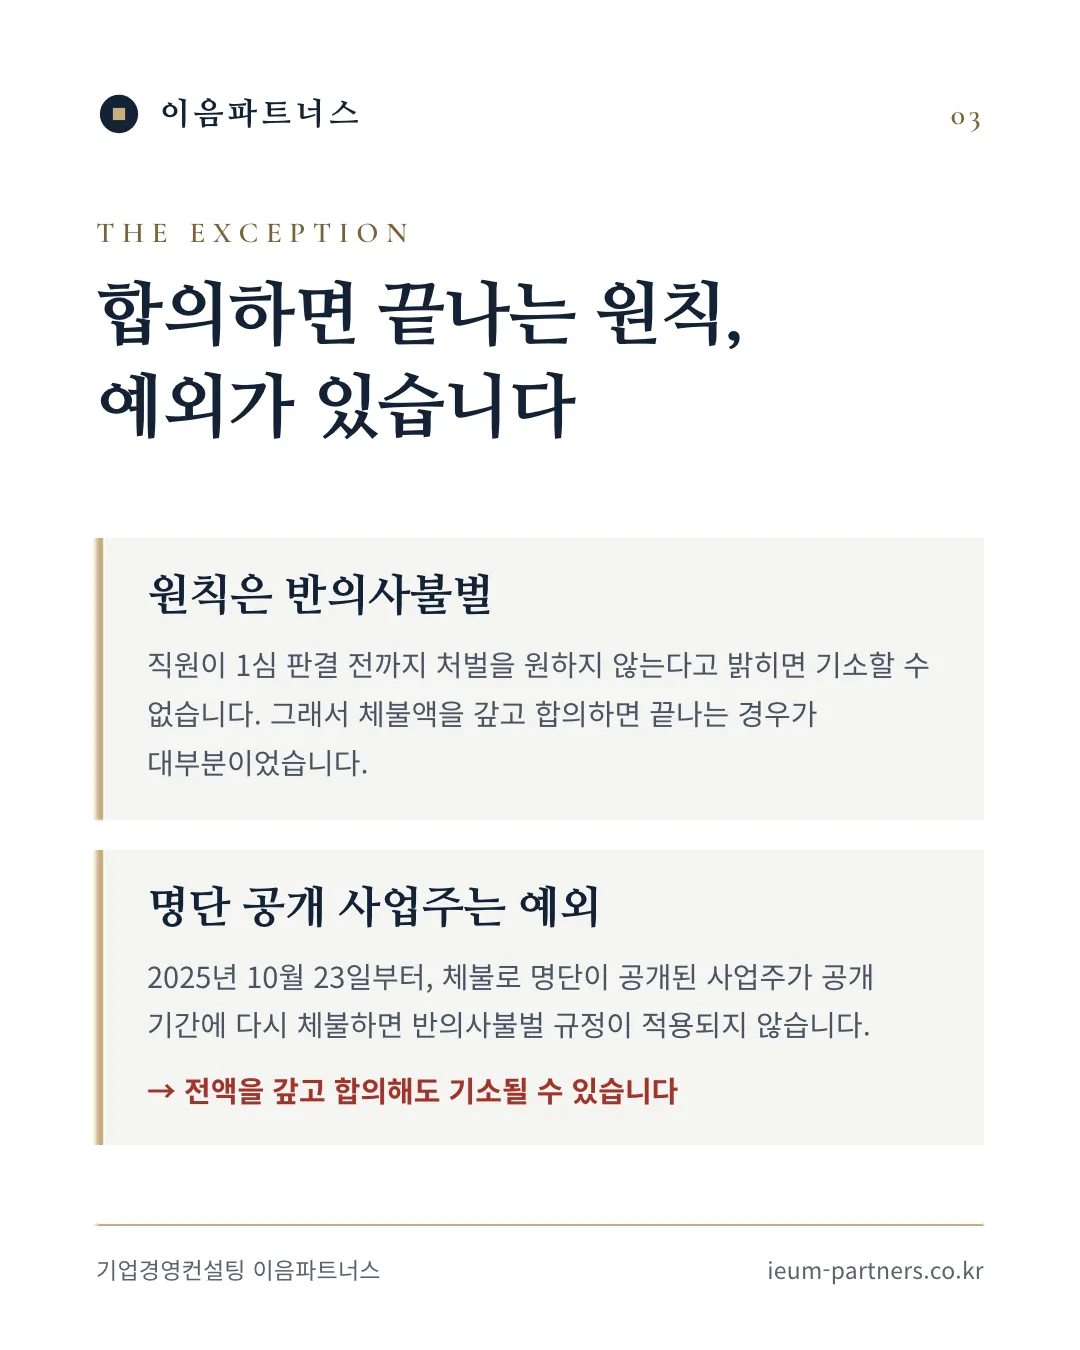 이음파트너스
03
THE EXCEPTION
합의하면 끝나는 원칙,
예외가 있습니다
원칙은 반의사불벌
직원이 1심 판결 전까지 처벌을 원하지 않는다고 밝히면 기소할 수
없습니다. 그래서 체불액을 갚고 합의하면 끝나는 경우가
대부분이었습니다.
명단 공개 사업주는 예외
2025년 10월 23일부터, 체불로 명단이 공개된 사업주가 공개
기간에 다시 체불하면 반의사불벌 규정이 적용되지 않습니다.
→ 전액을 갚고 합의해도 기소될 수 있습니다
기업경영컨설팅 이음파트너스
ieum-partners.co.kr